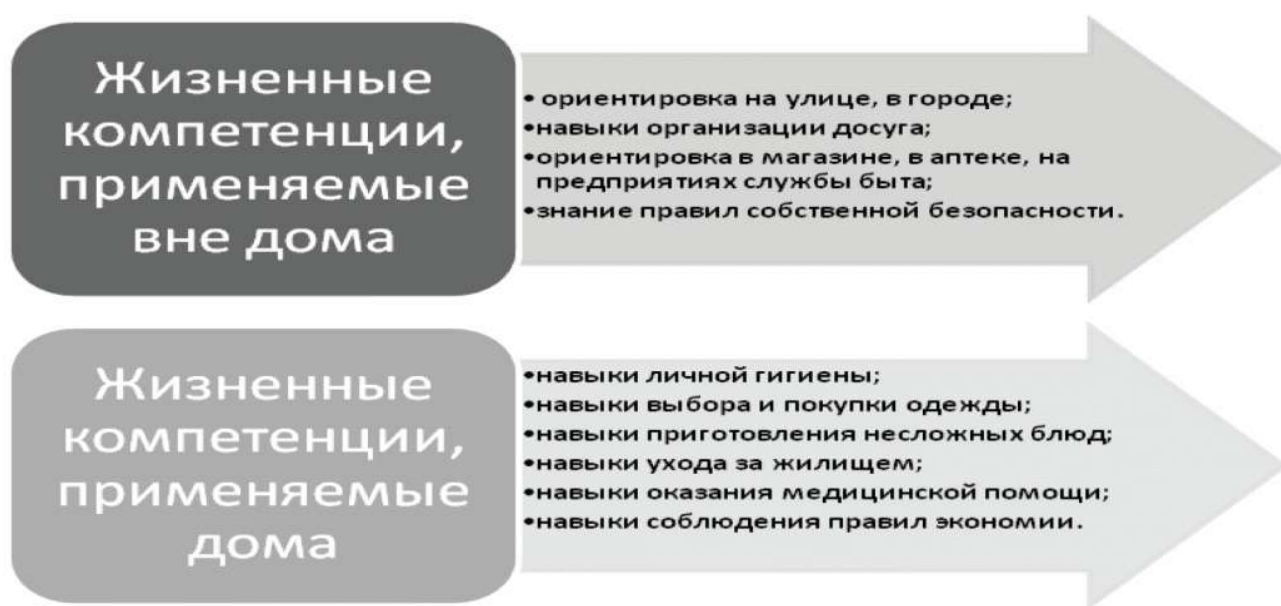 Жизненные
компетенции,
применяемые
вне дома
• ориентировка на улице, в городе;
•навыки организации досуга;
•ориентировка в магазине, в аптеке, на
предприятиях службы быта;
•знание правил собственной безопасности.
Жизненные
компетенции,
применяемые
дома
•навыки личной гигиены;
•навыки выбора и покупки одежды;
•навыки приготовления несложных блюд;
•навыки ухода за жилищем;
•навыки оказания медицинской помощи;
•навыки соблюдения правил экономии.